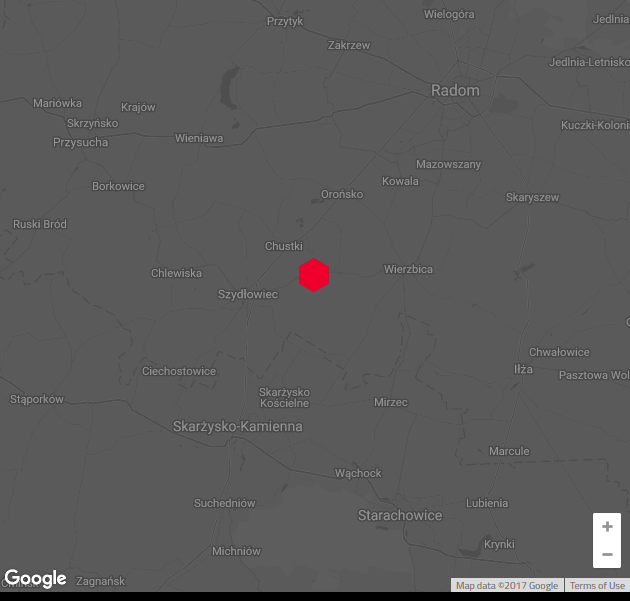 Przytyk
Wielogóra
Jedlnia
Zakrzew
Jedlnia-Letnisko
Radom
Mariówka
Krajów
Skrzyńsko
Kuczki-Kolonia
Przysucha
Wieniawa
Mazowszany
Kowala
Borkowice
Orońsko
Skaryszew
Ruski Bród
Chustki
Chlewiska
Wierzbica
Szydłowiec
Chwałowice
Iłża
Ciechostowice
Pasztowa Wol
Skarżysko
Kościelne
Stąporków
Mirzec
Skarżysko-Kamienna
Marcule
Wąchock
Suchedniów
Lubienia
Starachowice
Krynki
Michniów
Zagnańsk
Google
Map data ©2017 Google
Terms of Use